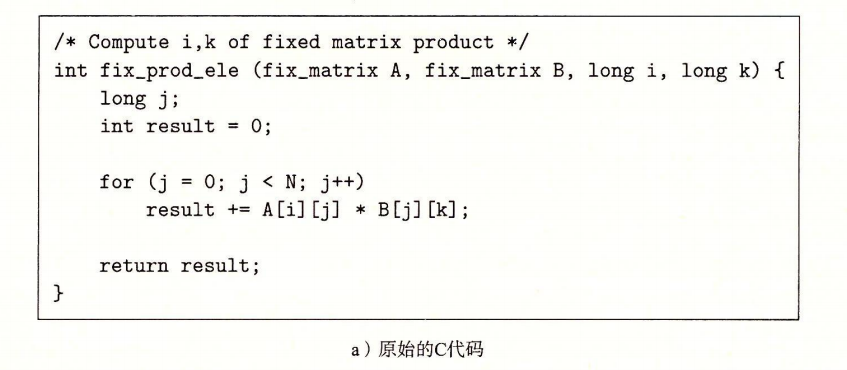 /* Compute i,k of fixed matrix product */
int fix_prod_ele (fix_matrix A, fix_matrix B, long i, long k) {
    long j;
    int result = 0;

    for (j = 0; j < N; j++)
        result += A[i][j] * B[j][k];

    return result;
}
a）原始的C代码